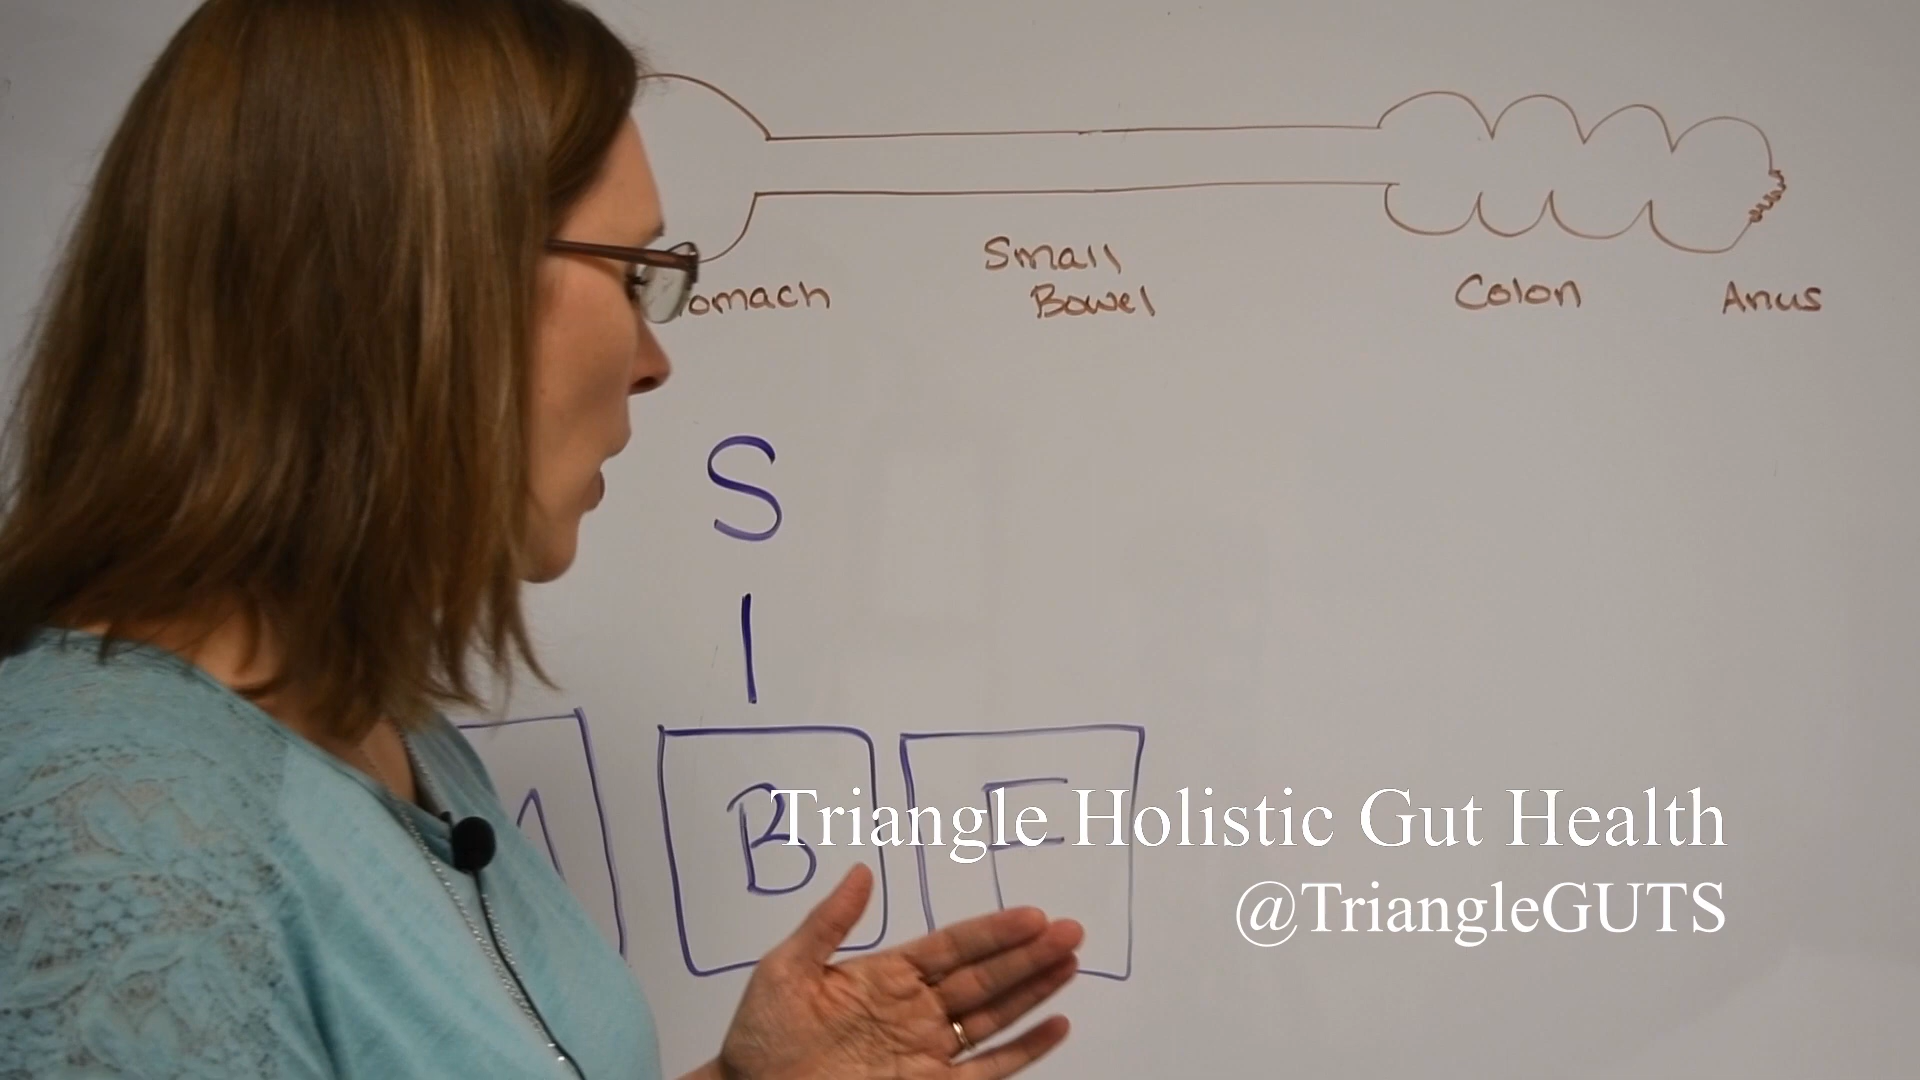 omach
Small
Bowel
Colon
Anus
S
I
B
F
Triangle Holistic Gut Health
@TriangleGUTS